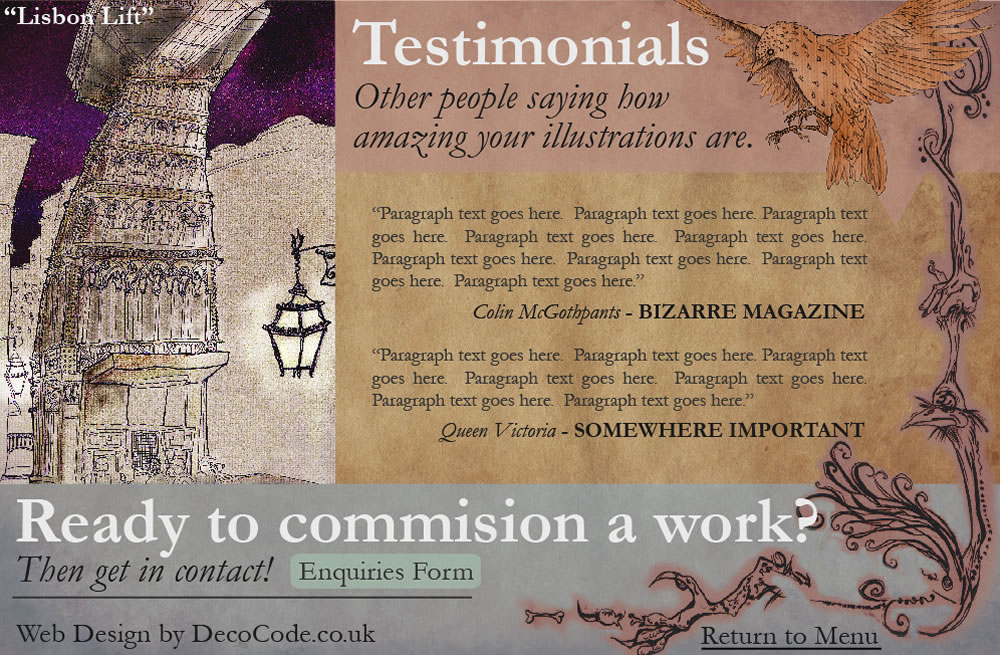 “Lisbon Lift”
Testimonials
Other people saying how
amazing your illustrations are.
“Paragraph text goes here. Paragraph text goes here. Paragraph text
goes here. Paragraph text goes here. Paragraph text goes here.
Paragraph text goes here. Paragraph text goes here. Paragraph text
goes here. Paragraph text goes here.”
Colin McGothpants - BIZARRE MAGAZINE
“Paragraph text goes here. Paragraph text goes here. Paragraph text
goes here. Paragraph text goes here. Paragraph text goes here.
Paragraph text goes here. Paragraph text goes here.”
Queen Victoria - SOMEWHERE IMPORTANT
Ready to commision a work?
Then get in contact! Enquiries Form
Web Design by DecoCode.co.uk
Return to Menu